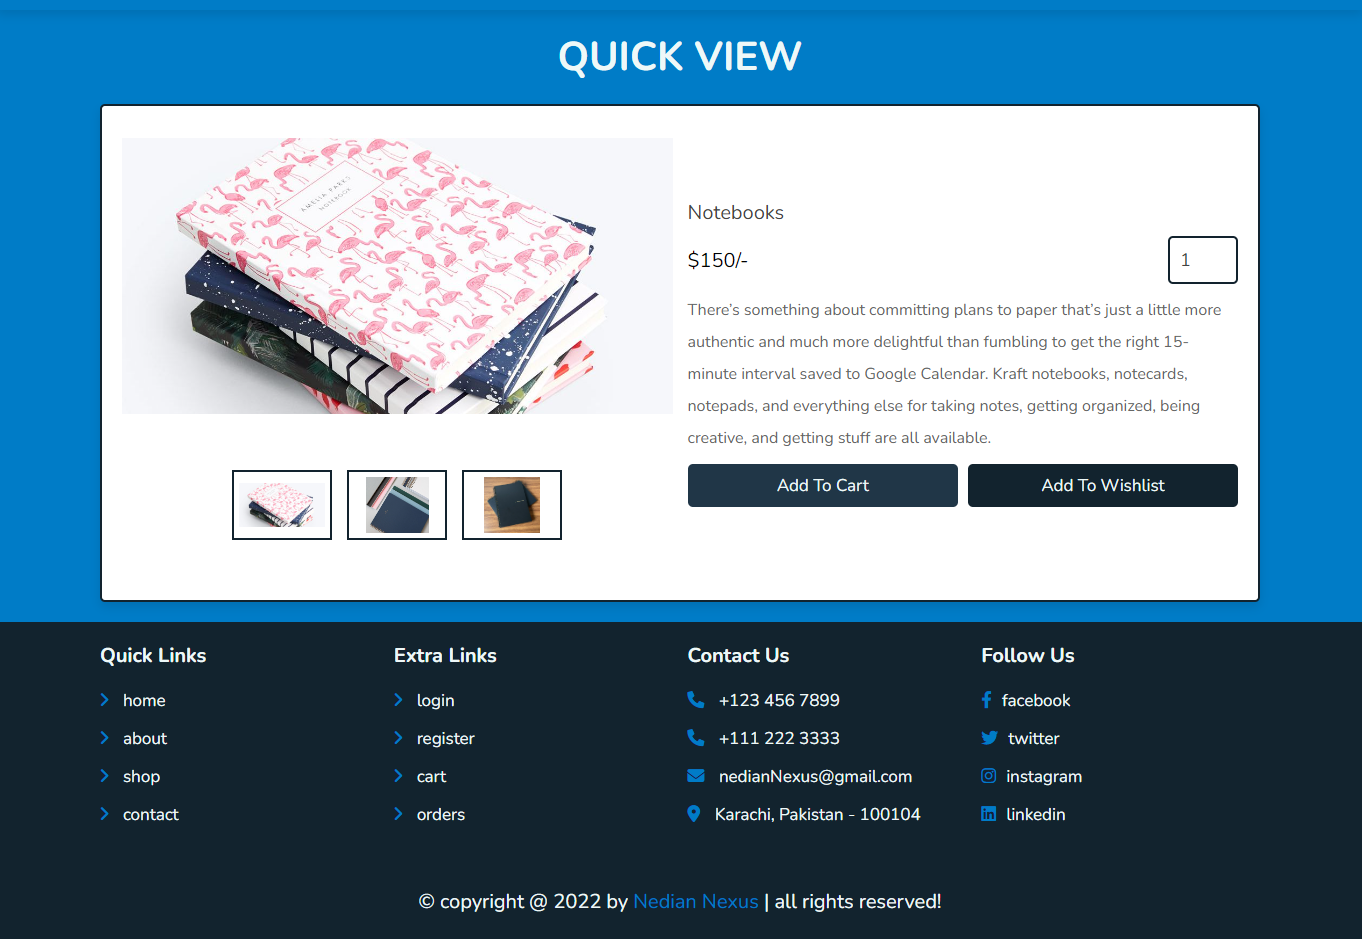 QUICK VIEW
AMELIA PARKS
NOTEBOOK
Notebooks
$150/-
1
There's something about committing plans to paper that's just a little more
authentic and much more delightful than fumbling to get the right 15-
minute interval saved to Google Calendar. Kraft notebooks, notecards,
notepads, and everything else for taking notes, getting organized, being
creative, and getting stuff are all available.
Add To Cart
Add To Wishlist
Quick Links
home
about
shop
contact
Extra Links
login
register
cart
orders
Contact Us
+123 456 7899
+111 222 3333
nedianNexus@gmail.com
Karachi, Pakistan - 100104
Follow Us
facebook
twitter
instagram
linkedin
© copyright @ 2022 by Nedian Nexus | all rights reserved!